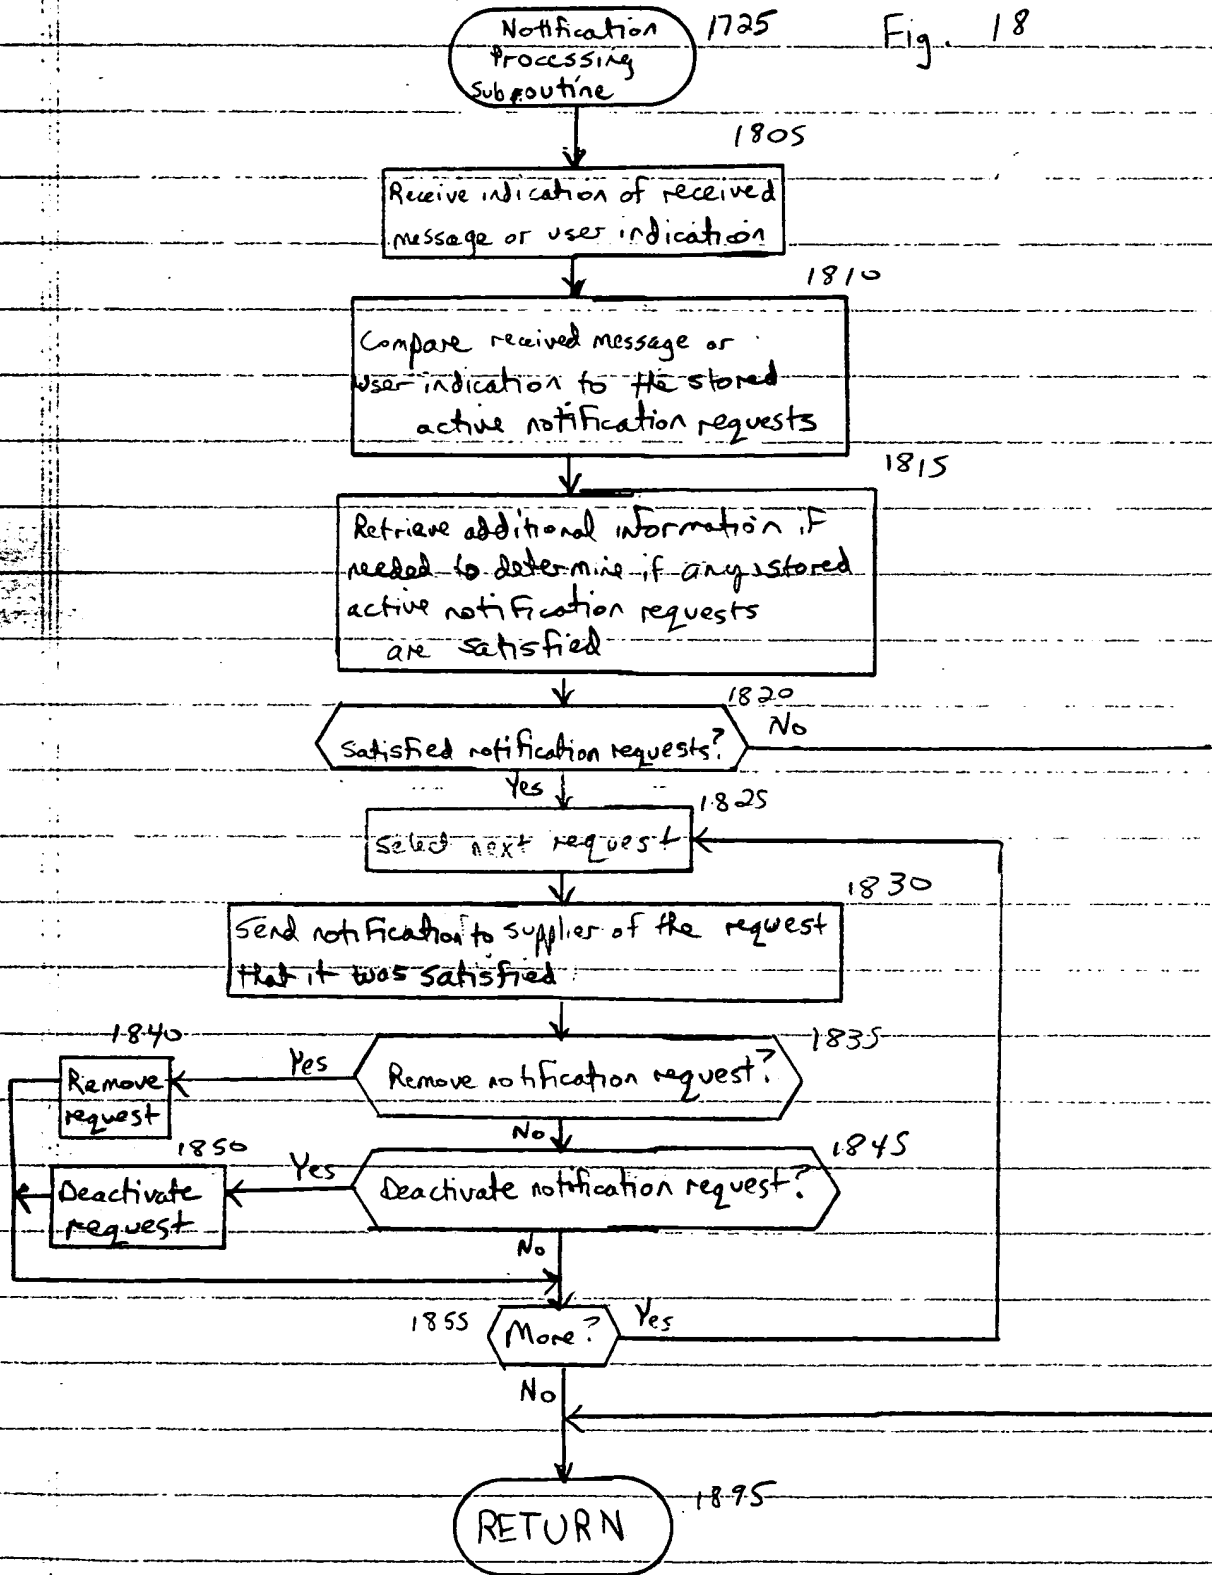 Notification
Processing
Subroutine
1725
Fig. 18
1805
Receive indication of received
message or user indication
1810
Compare received message or
user indication to the stored
active notification requests
1815
Retrieve additional information if
needed to determine if any stored
active notification requests
are satisfied
1820
Satisfied notification requests?
No
Yes
1825
Select next request
1830
Send notification to supplier of the request
that it was satisfied
1835
Remove notification request?
Yes
1840
Remove
request
No
1845
Deactivate notification request?
Yes
1850
Deactivate
request
No
1855
More?
Yes
No
RETURN
1895